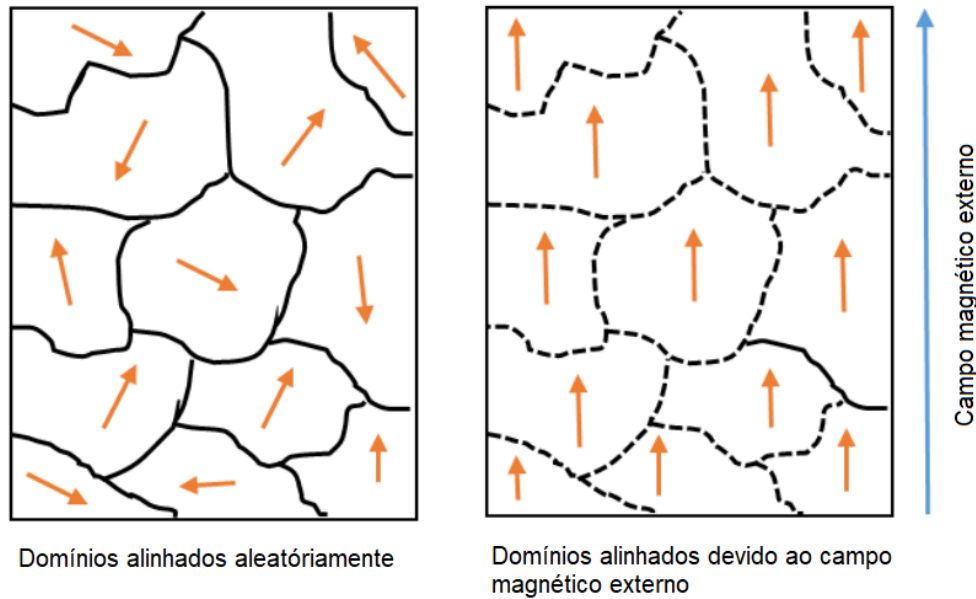 Domínios alinhados aleatóriamente
Domínios alinhados devido ao campo
magnético externo
Campo magnético externo